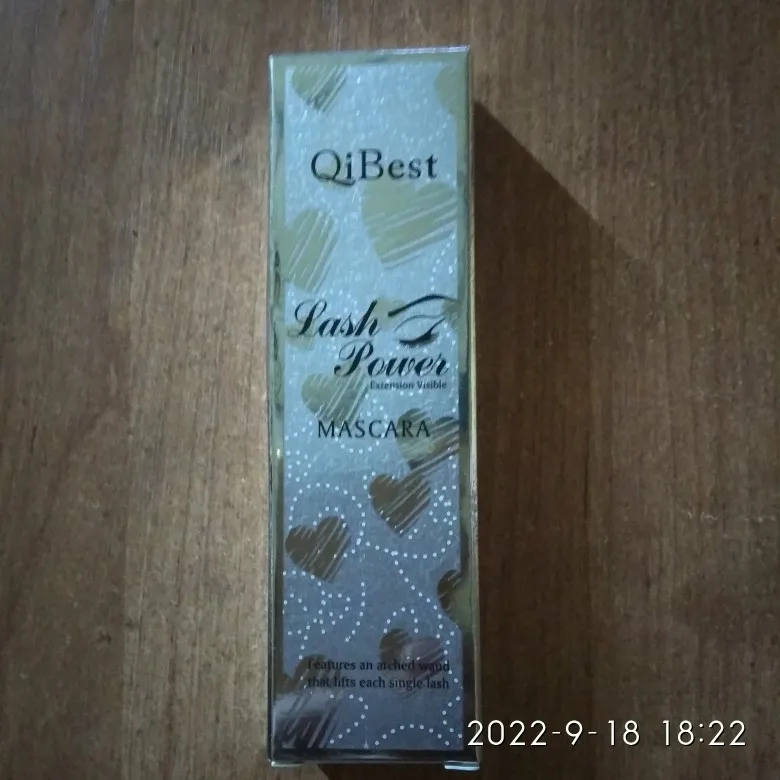 QiBest
Lash
Power
Extension Visible
MASCARA
Features an arched wand
that lifts each single lash
2022-9-18 18:22